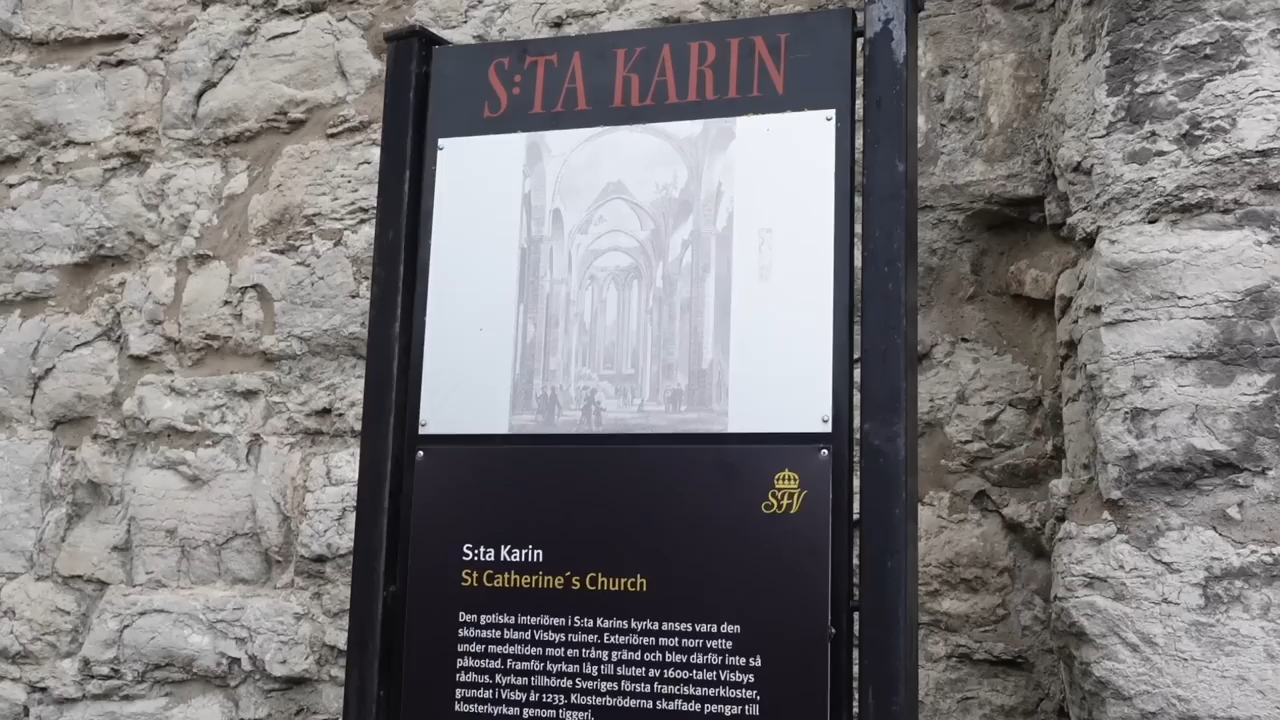 S:TA KARIN
SFV
S:ta Karin
St Catherine´s Church
Den gotiska interiören i S:ta Karins kyrka anses vara den
skönaste bland Visbys ruiner. Exteriören mot norr vette
under medeltiden mot en trång gränd och blev därför inte så
påkostad. Framför kyrkan låg till slutet av 1600-talet Visbys
rådhus. Kyrkan tillhörde Sveriges första franciskanerkloster,
grundat i Visby år 1233. Klosterbröderna skaffade pengar till
klosterkyrkan genom tiggeri.